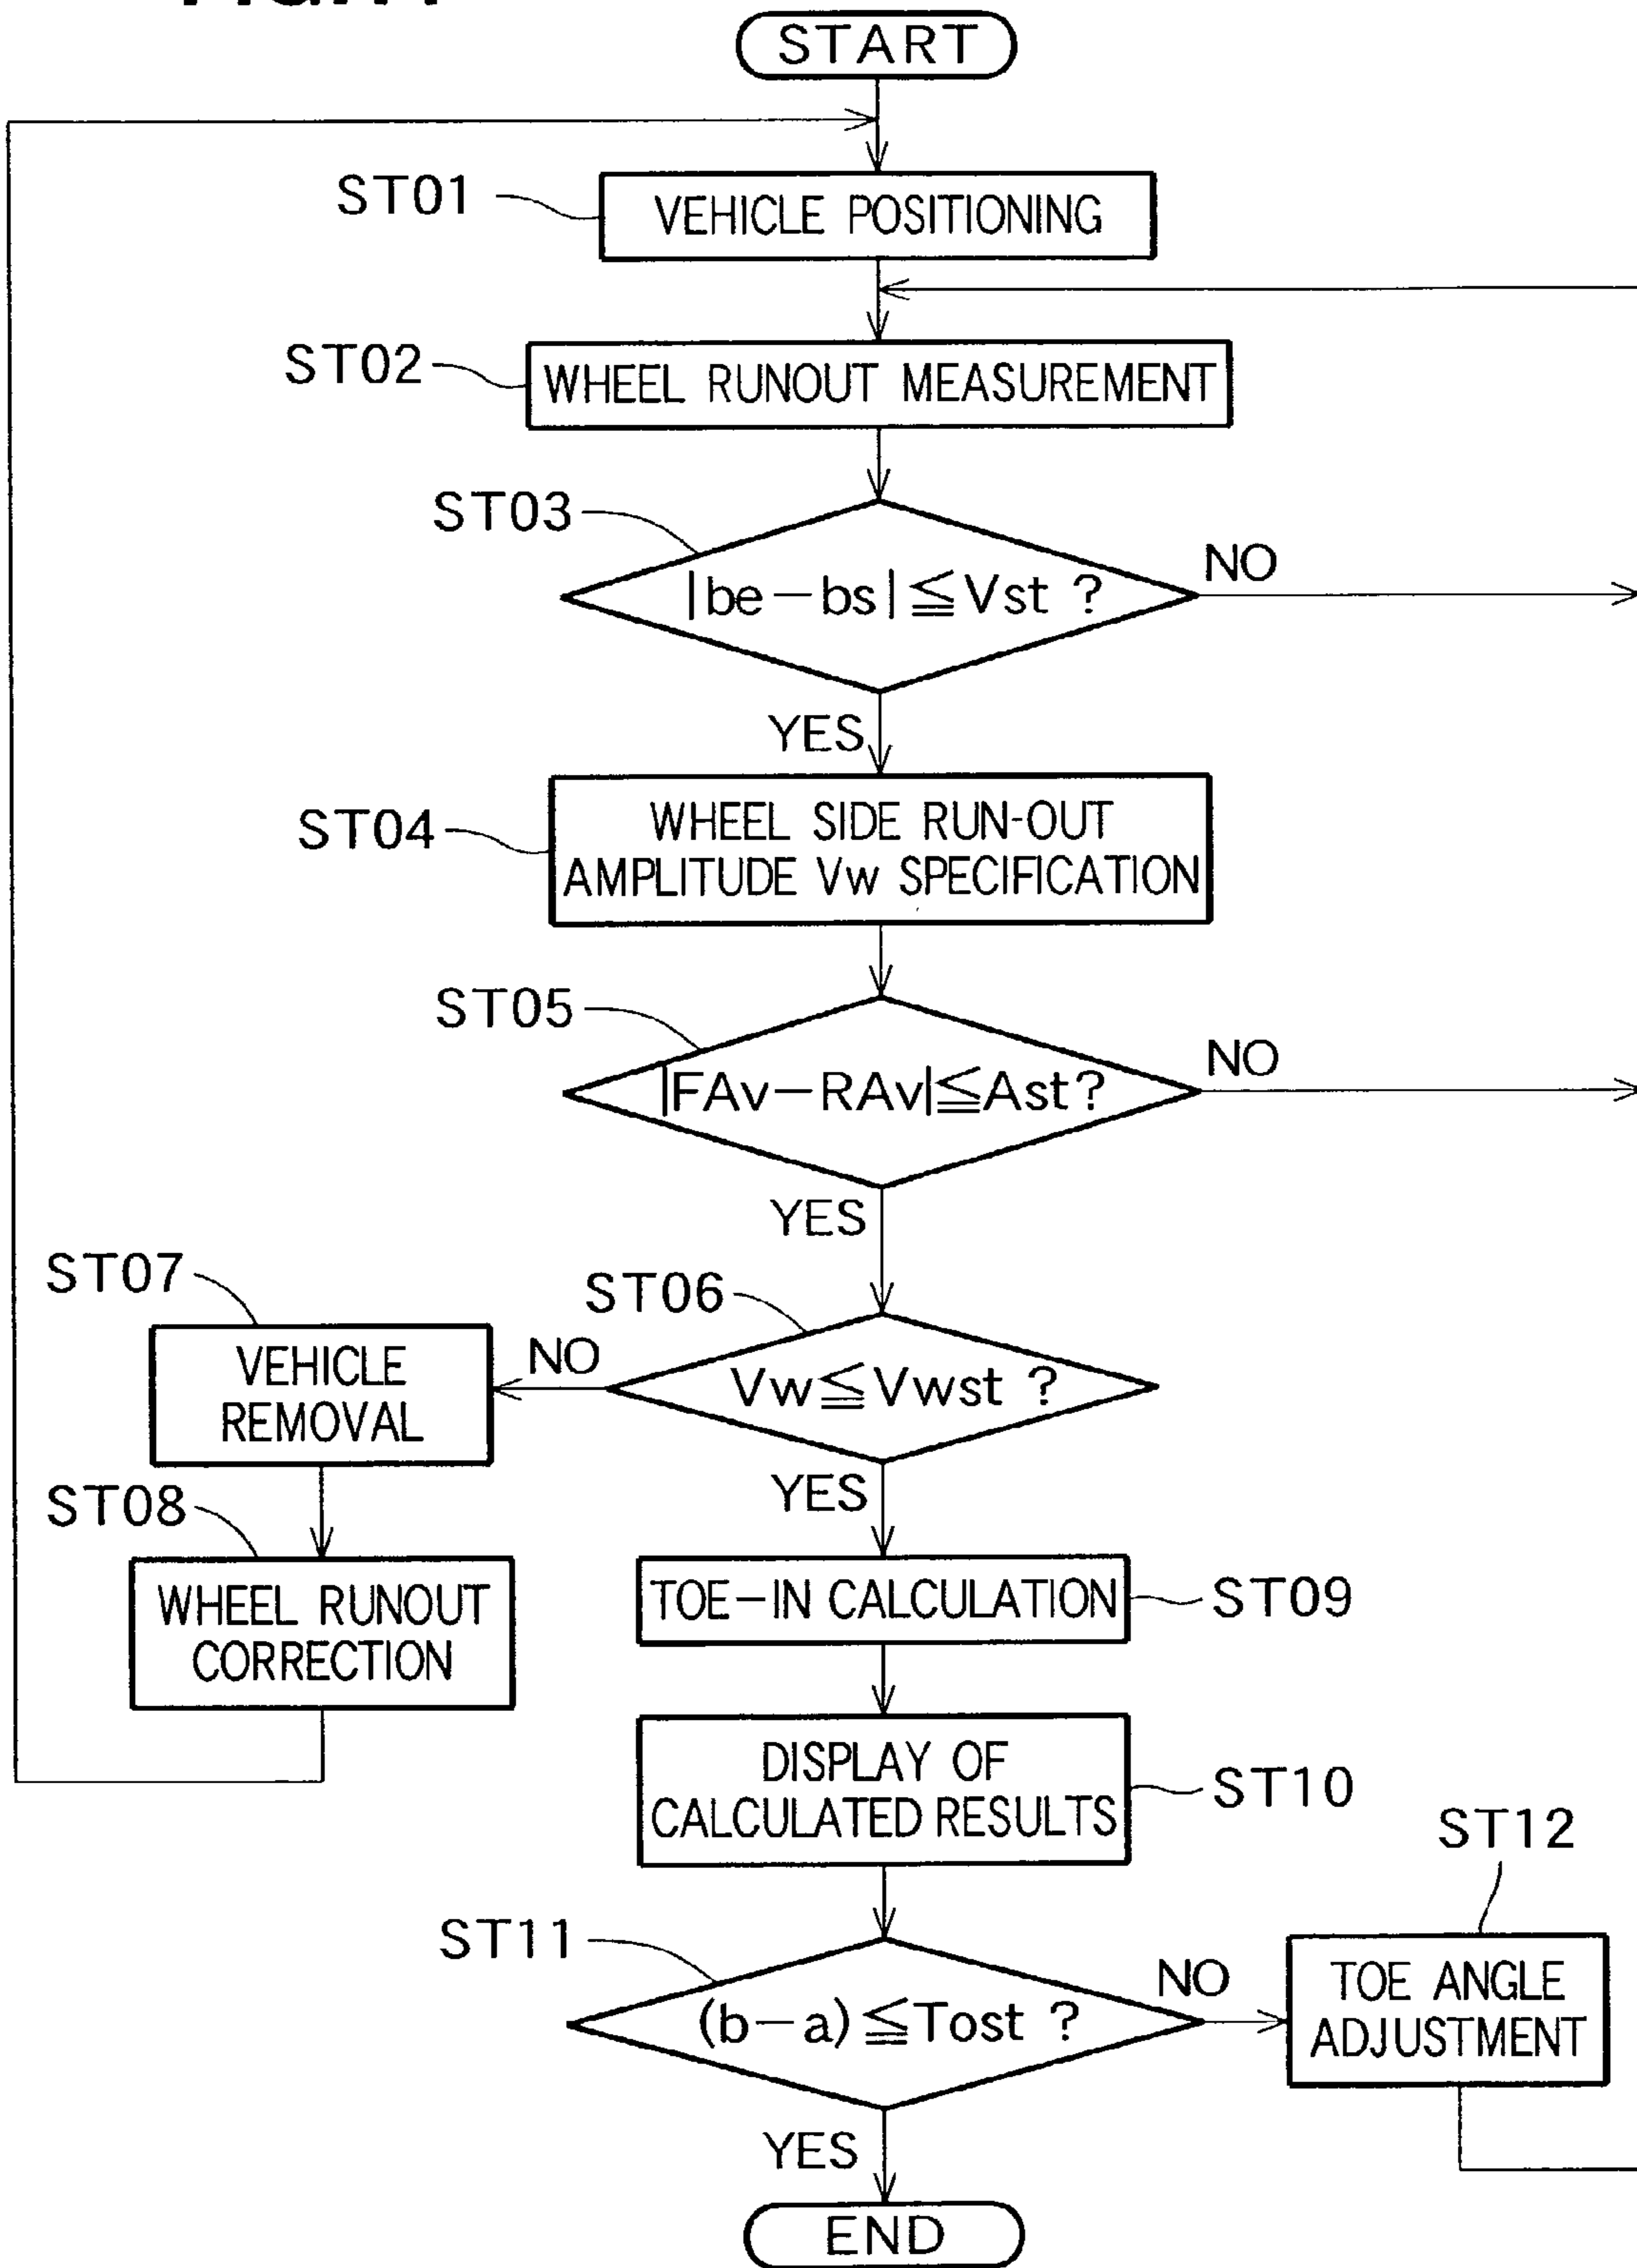 START
ST01
VEHICLE POSITIONING
ST02
WHEEL RUNOUT MEASUREMENT
ST03
|be－bs|≦Vst ?
NO
YES
ST04
WHEEL SIDE RUN-OUT
AMPLITUDE Vw SPECIFICATION
ST05
|FAv－RAv|≦Ast?
NO
YES
ST07
ST06
VEHICLE
REMOVAL
NO
Vw≦Vwst ?
YES
ST08
WHEEL RUNOUT
CORRECTION
TOE－IN CALCULATION
ST09
DISPLAY OF
CALCULATED RESULTS
ST10
ST12
ST11
(b－a)≦Tost ?
NO
TOE ANGLE
ADJUSTMENT
YES
END